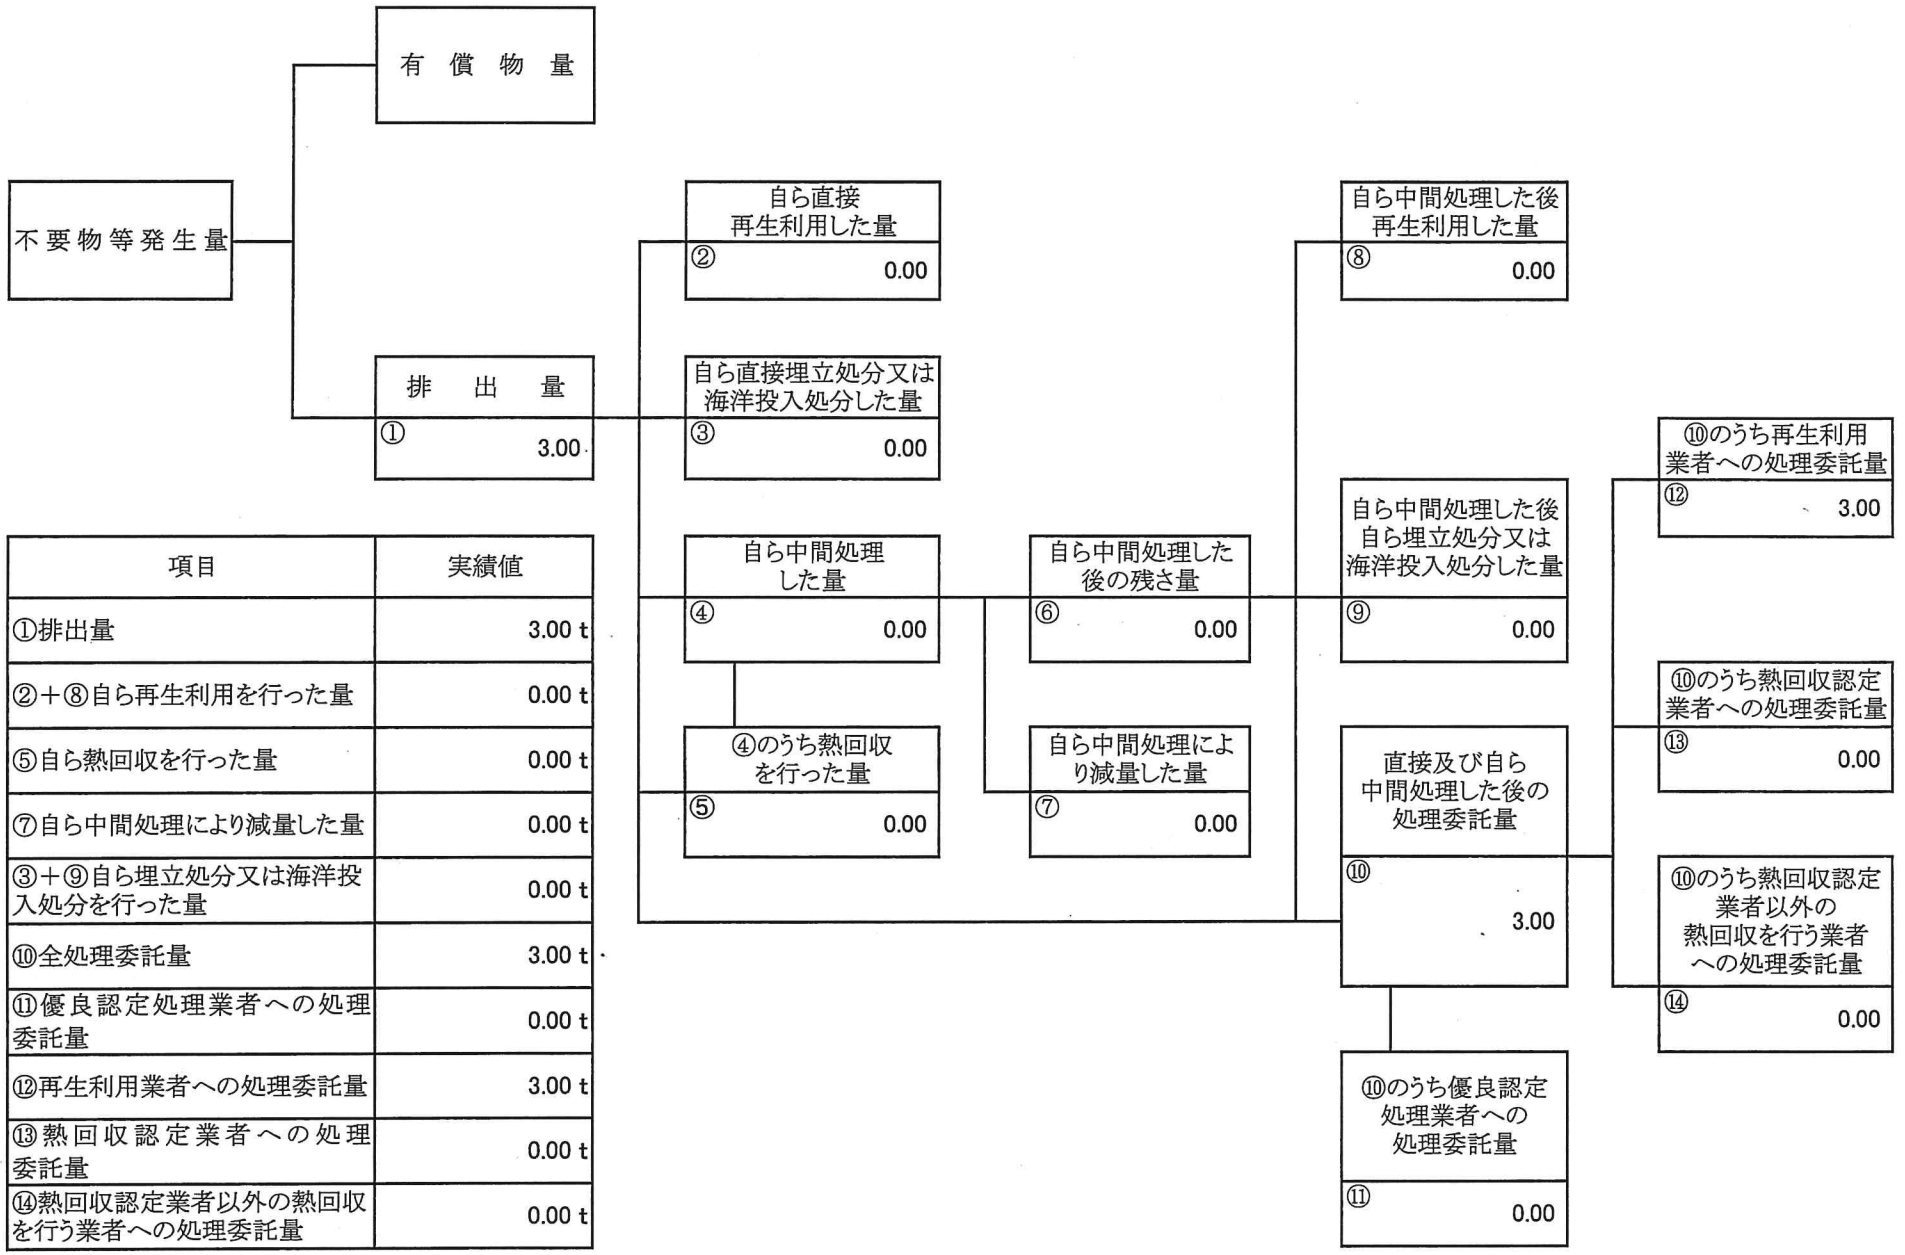 有償物量
不要物等発生量
排出量
①
3.00
自ら直接
再生利用した量
②
0.00
自ら直接埋立処分又は
海洋投入処分した量
③
0.00
自ら中間処理
した量
④
0.00
④のうち熱回収
を行った量
⑤
0.00
自ら中間処理した
後の残さ量
⑥
0.00
自ら中間処理によ
り減量した量
⑦
0.00
自ら中間処理した後
再生利用した量
⑧
0.00
自ら中間処理した後
自ら埋立処分又は
海洋投入処分した量
⑨
0.00
直接及び自ら
中間処理した後の
処理委託量
⑩
3.00
⑩のうち優良認定
処理業者への
処理委託量
⑪
0.00
⑩のうち再生利用
業者への処理委託量
⑫
3.00
⑩のうち熱回収認定
業者への処理委託量
⑬
0.00
⑩のうち熱回収認定
業者以外の
熱回収を行う業者
への処理委託量
⑭
0.00
項目 実績値
①排出量 3.00 t
②+⑧自ら再生利用を行った量 0.00 t
⑤自ら熱回収を行った量 0.00 t
⑦自ら中間処理により減量した量 0.00 t
③+⑨自ら埋立処分又は海洋投
入処分を行った量
0.00 t
⑩全処理委託量 3.00 t
⑪優良認定処理業者への処理
委託量
0.00 t
⑫再生利用業者への処理委託量 3.00 t
⑬熱回収認定業者への処理
委託量
0.00 t
⑭熱回収認定業者以外の熱回収
を行う業者への処理委託量
0.00 t